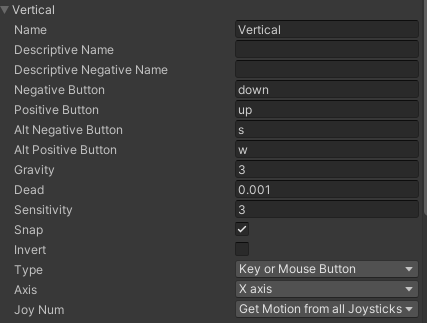 Vertical
Name Vertical
Descriptive Name
Descriptive Negative Name
Negative Button down
Positive Button up
Alt Negative Button s
Alt Positive Button w
Gravity 3
Dead 0.001
Sensitivity 3
Snap
Invert
Type Key or Mouse Button
Axis X axis
Joy Num Get Motion from all Joysticks